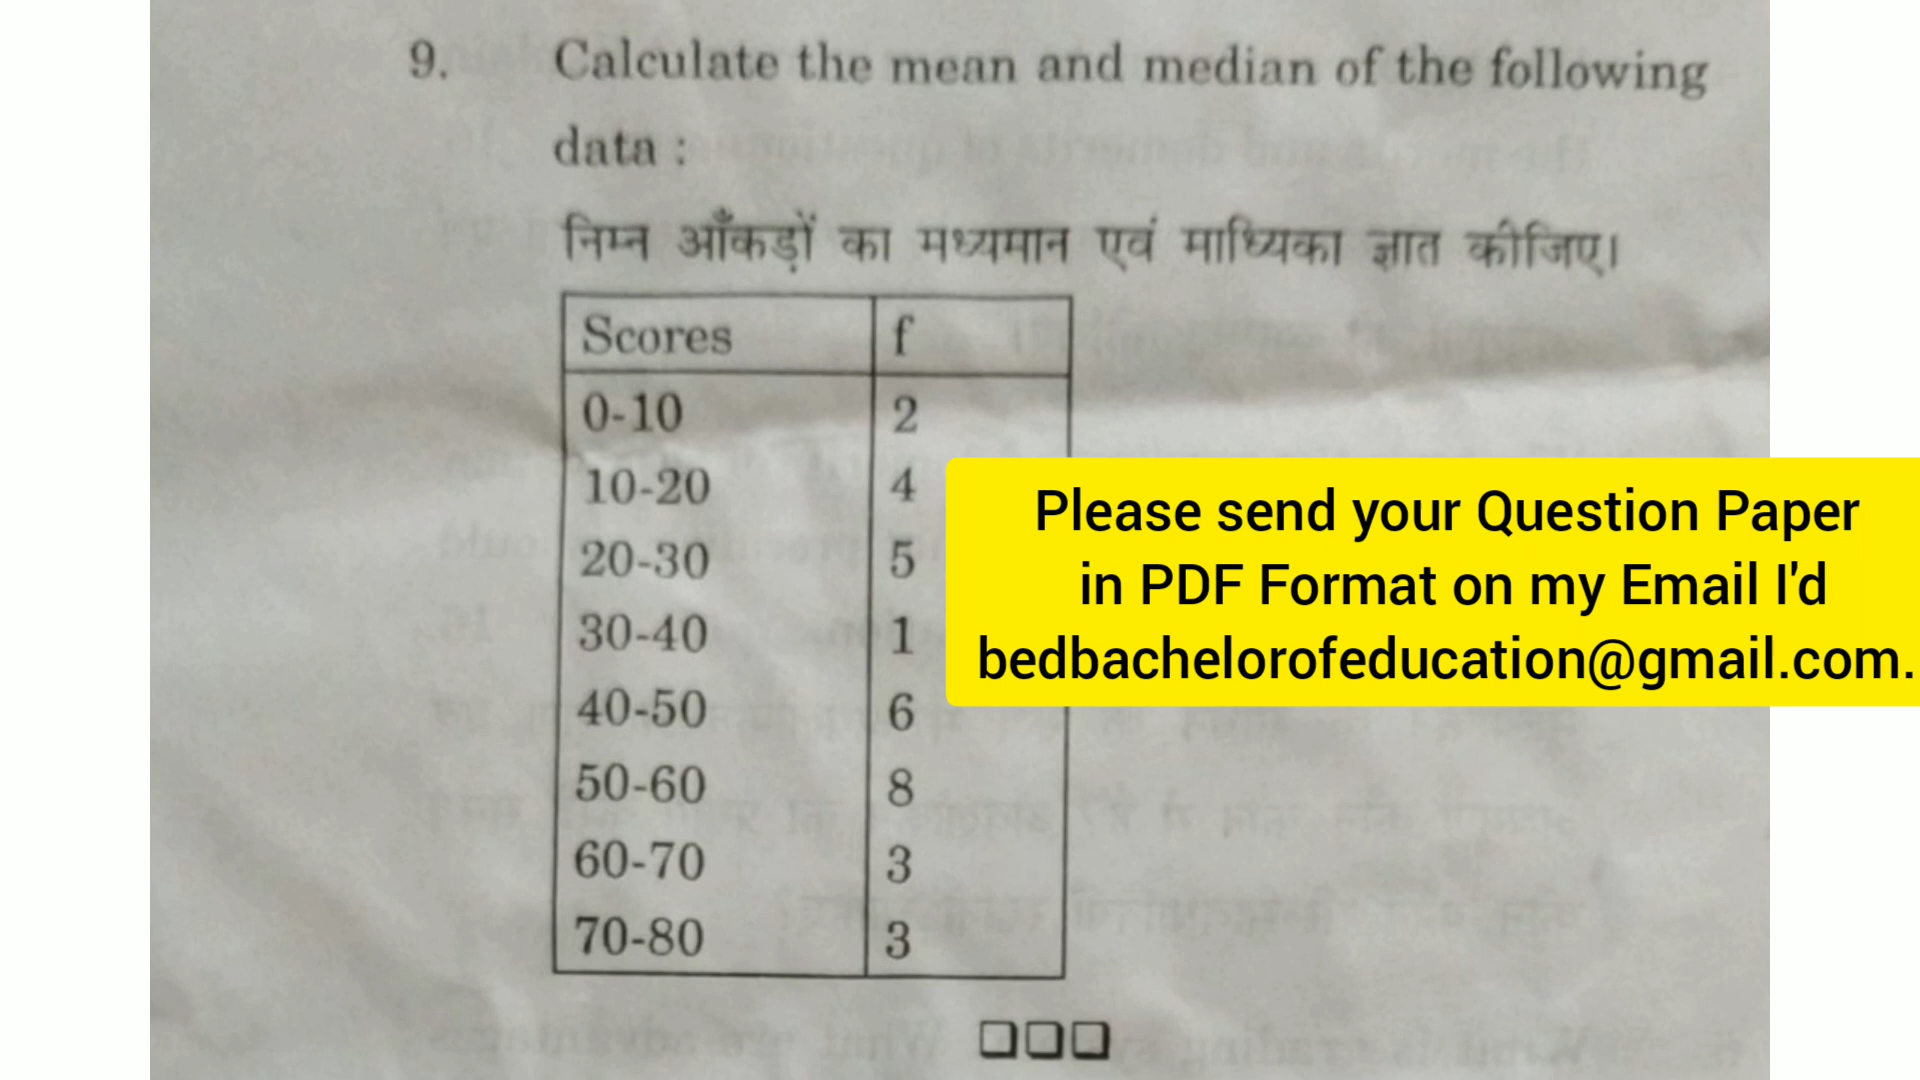 9. Calculate the mean and median of the following
data :
निम्न आँकड़ों का मध्यमान एवं माध्यिका ज्ञात कीजिए।
Scores f
0-10 2
10-20 4
20-30 5
30-40 1
40-50 6
50-60 8
60-70 3
70-80 3
Please send your Question Paper
in PDF Format on my Email I'd
bedbachelorofeducation@gmail.com.